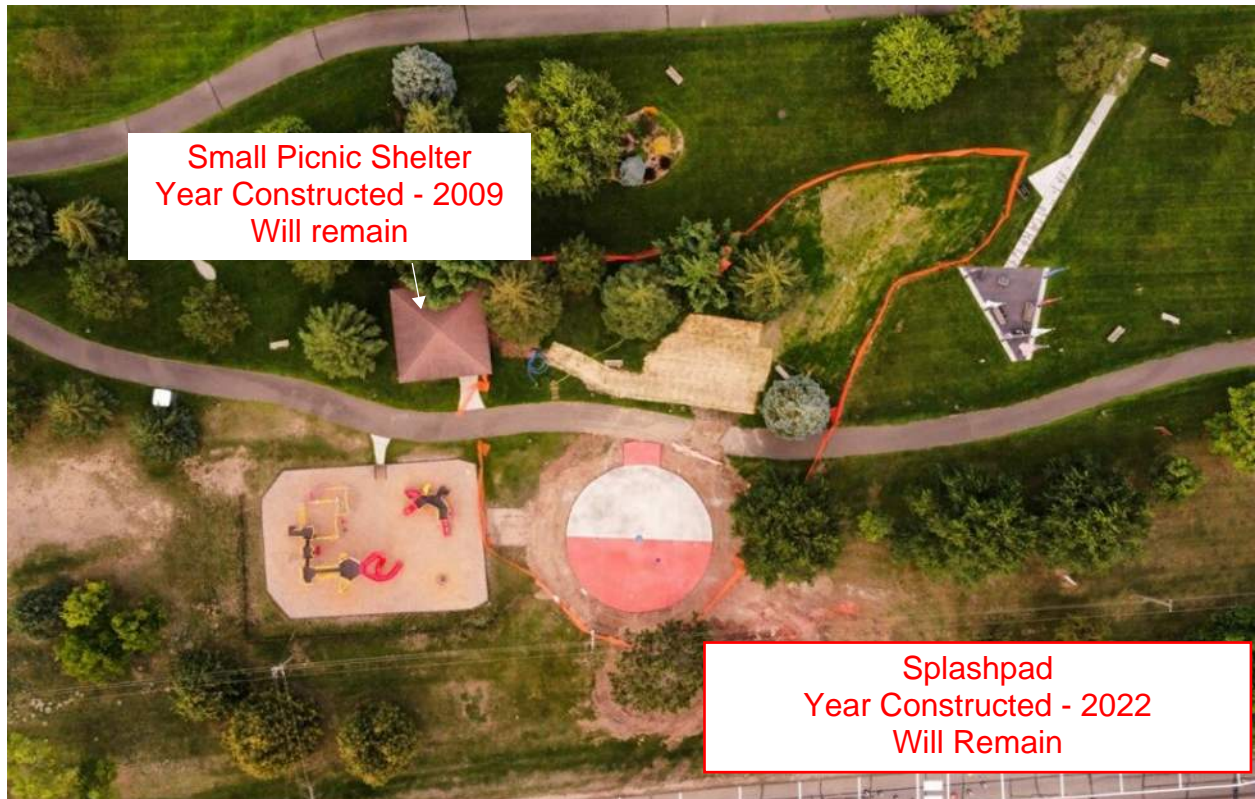 Small Picnic Shelter
Year Constructed - 2009
Will remain
Splashpad
Year Constructed - 2022
Will Remain